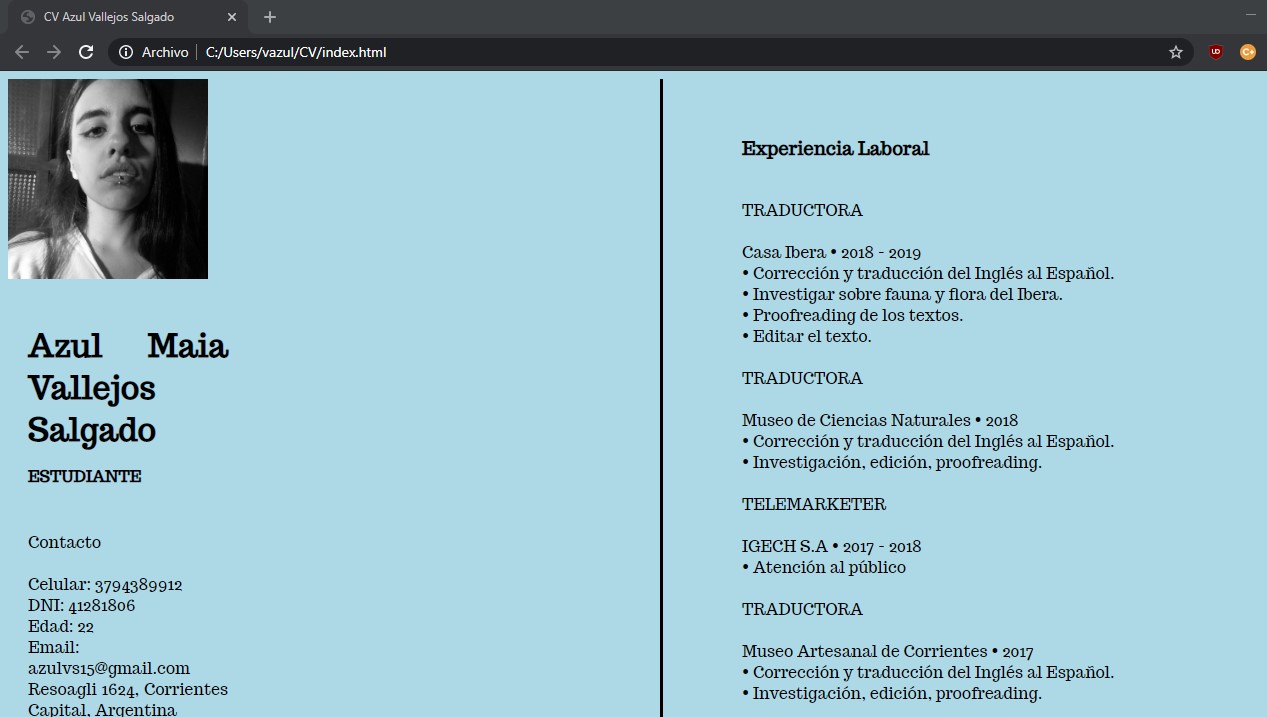 CV Azul Vallejos Salgado
Archivo
C:/Users/vazul/CV/index.html
Azul Maia
Vallejos
Salgado
ESTUDIANTE
Contacto
Celular: 3794389912
DNI: 41281806
Edad: 22
Email:
azulvs15@gmail.com
Resoagli 1624, Corrientes
Capital, Argentina
Experiencia Laboral
TRADUCTORA
Casa Ibera • 2018 - 2019
• Corrección y traducción del Inglés al Español.
• Investigar sobre fauna y flora del Ibera.
• Proofreading de los textos.
• Editar el texto.
TRADUCTORA
Museo de Ciencias Naturales • 2018
• Corrección y traducción del Inglés al Español.
• Investigación, edición, proofreading.
TELEMARKETER
IGECH S.A • 2017 - 2018
• Atención al público
TRADUCTORA
Museo Artesanal de Corrientes • 2017
• Corrección y traducción del Inglés al Español.
• Investigación, edición, proofreading.